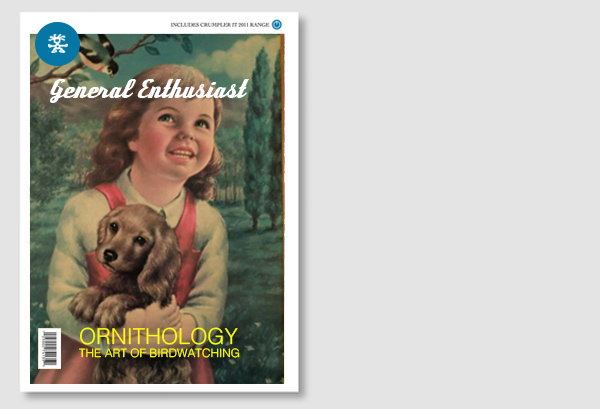 INCLUDES CRUMPLER IT 2011 RANGE
General Enthusiast
ORNITHOLOGY
THE ART OF BIRDWATCHING